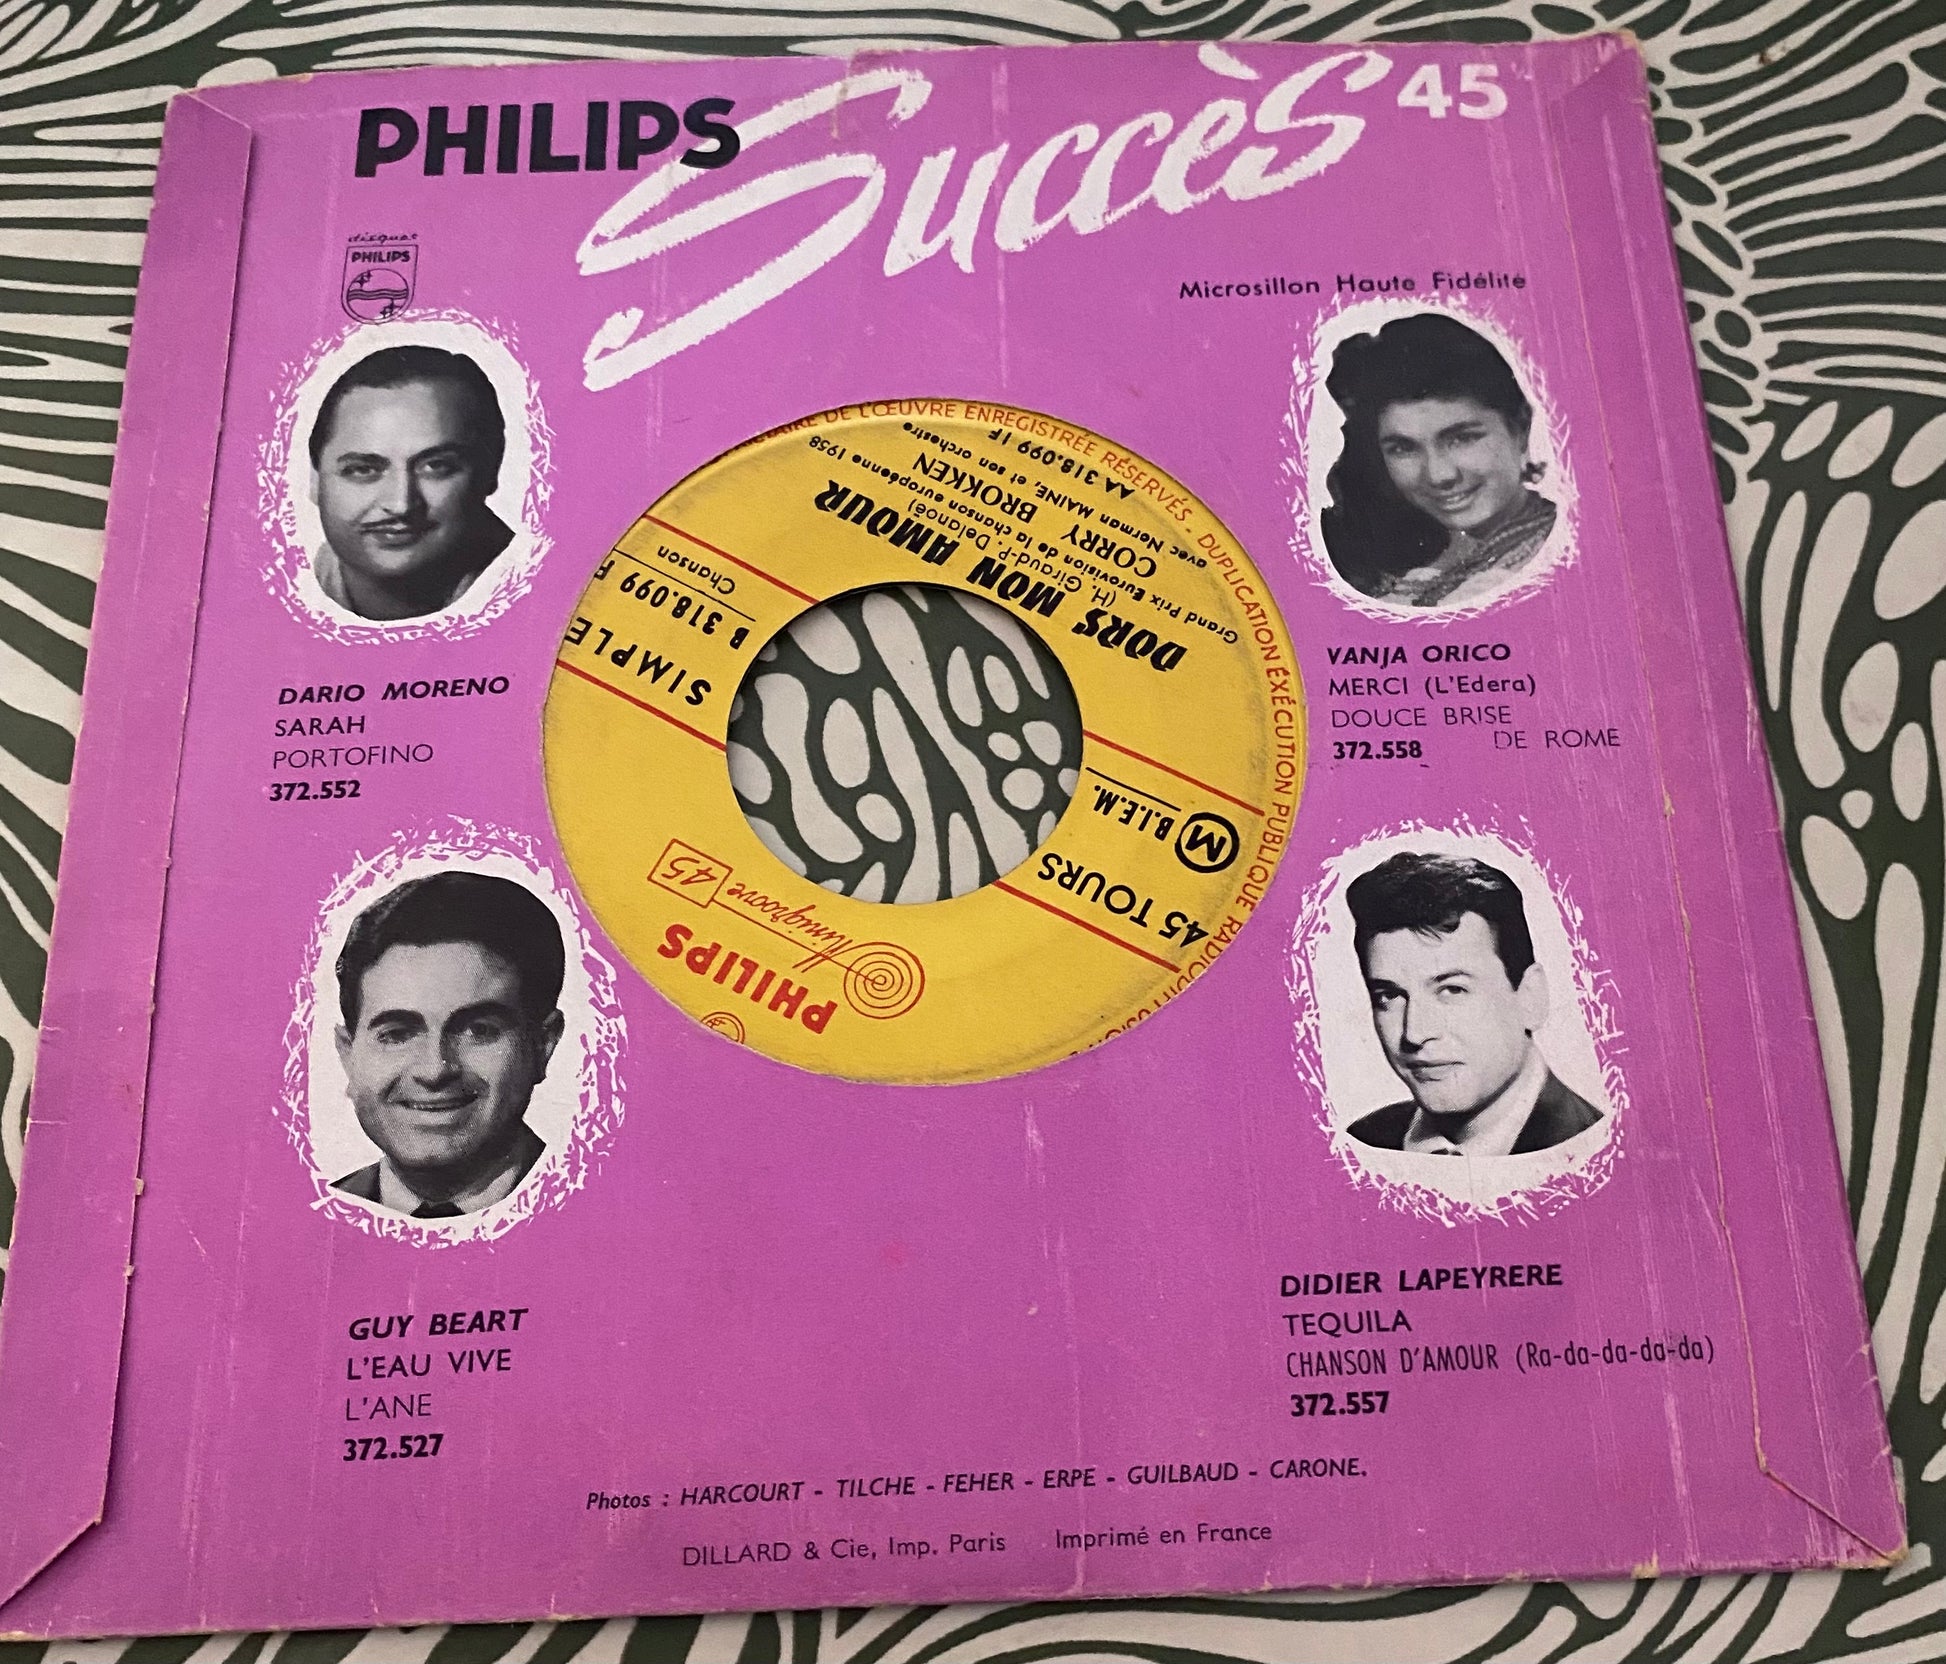 PHILIPS Succès 45
disques
PHILIPS
Microsillon Haute Fidélité
DARIO MORENO
SARAH
PORTOFINO
372.552
VANJA ORICO
MERCI (L'Edera)
DOUCE BRISE
DE ROME
372.558
GUY BEART
L'EAU VIVE
L'ANE
372.527
DIDIER LAPEYRERE
TEQUILA
CHANSON D'AMOUR (Ra-da-da-da-da)
372.557
DE L'ŒUVRE ENREGISTRÉE RÉSERVÉS. DUPLICATION EXÉCUTION PUBLIQUE
PHILIPS
Minigroove 45
45 TOURS
SIMPLE
M B.I.E.M.
B 318.099 F
Chanson
DORS MON AMOUR
(H. Giraud-P. Delanoë)
Grand Prix Eurovision de la chanson européenne 1958
CORRY BROKKEN
avec Norman MAINE, et son orchestre
AA 318.099 1F
Photos : HARCOURT - TILCHE - FEHER - ERPE - GUILBAUD - CARONE.
DILLARD & Cie, Imp. Paris Imprimé en France